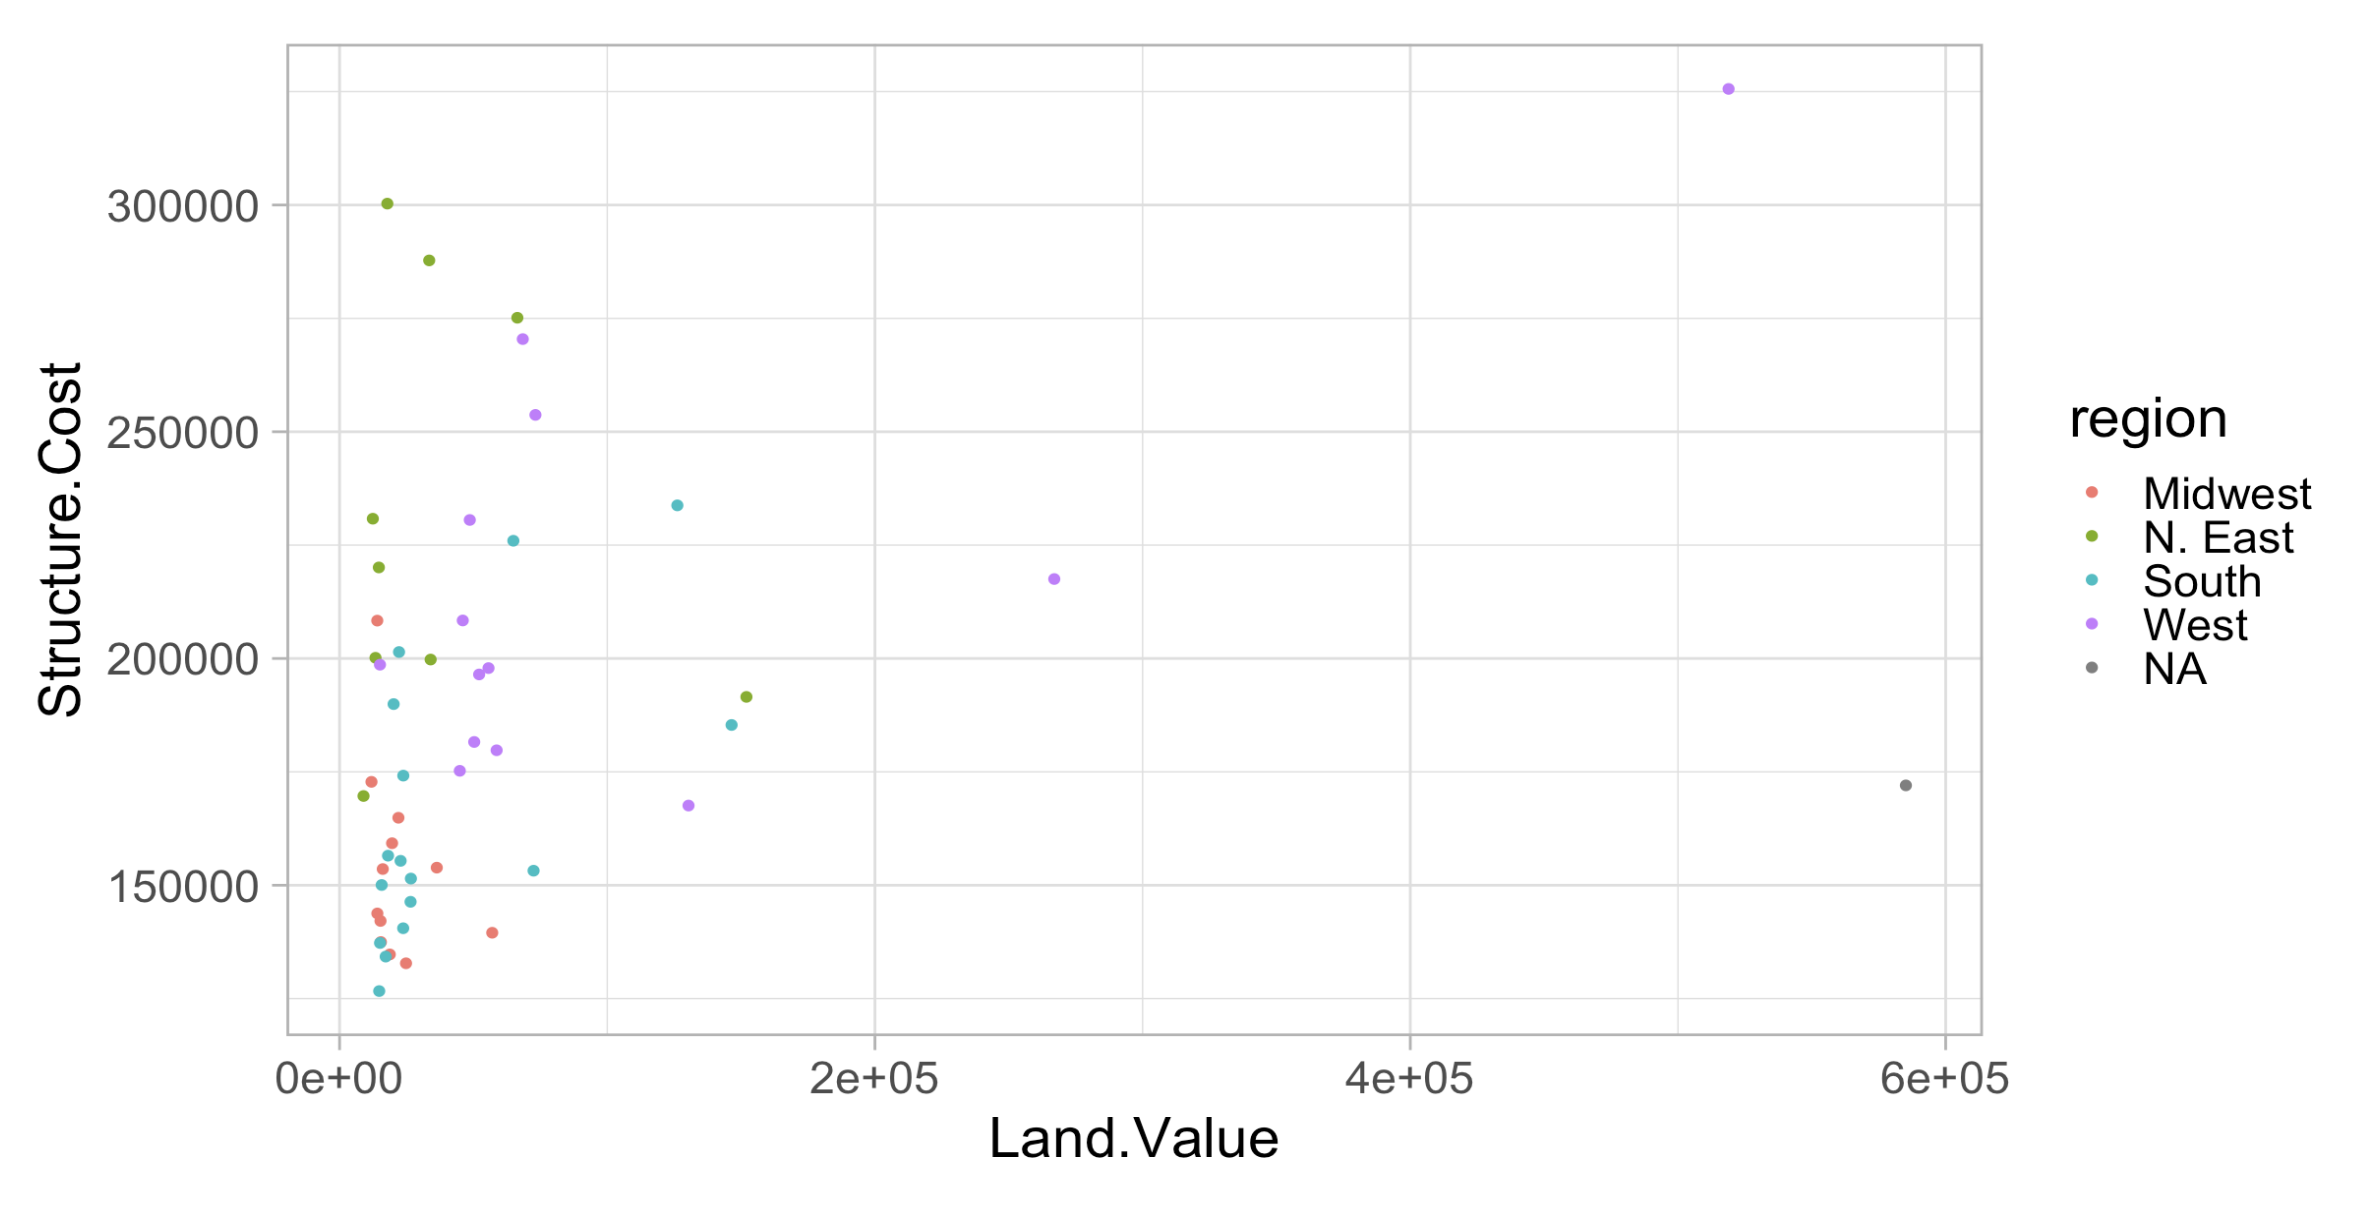 Structure.Cost
300000
250000
200000
150000
0e+00 2e+05 4e+05 6e+05
Land.Value
region
Midwest
N. East
South
West
NA